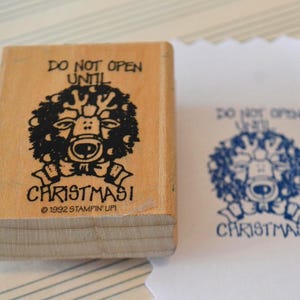 DO NOT OPEN
UNTIL
CHRISTMAS!
© 1992 STAMPIN' UP!
DO NOT OPEN
UNTIL
CHRISTMAS